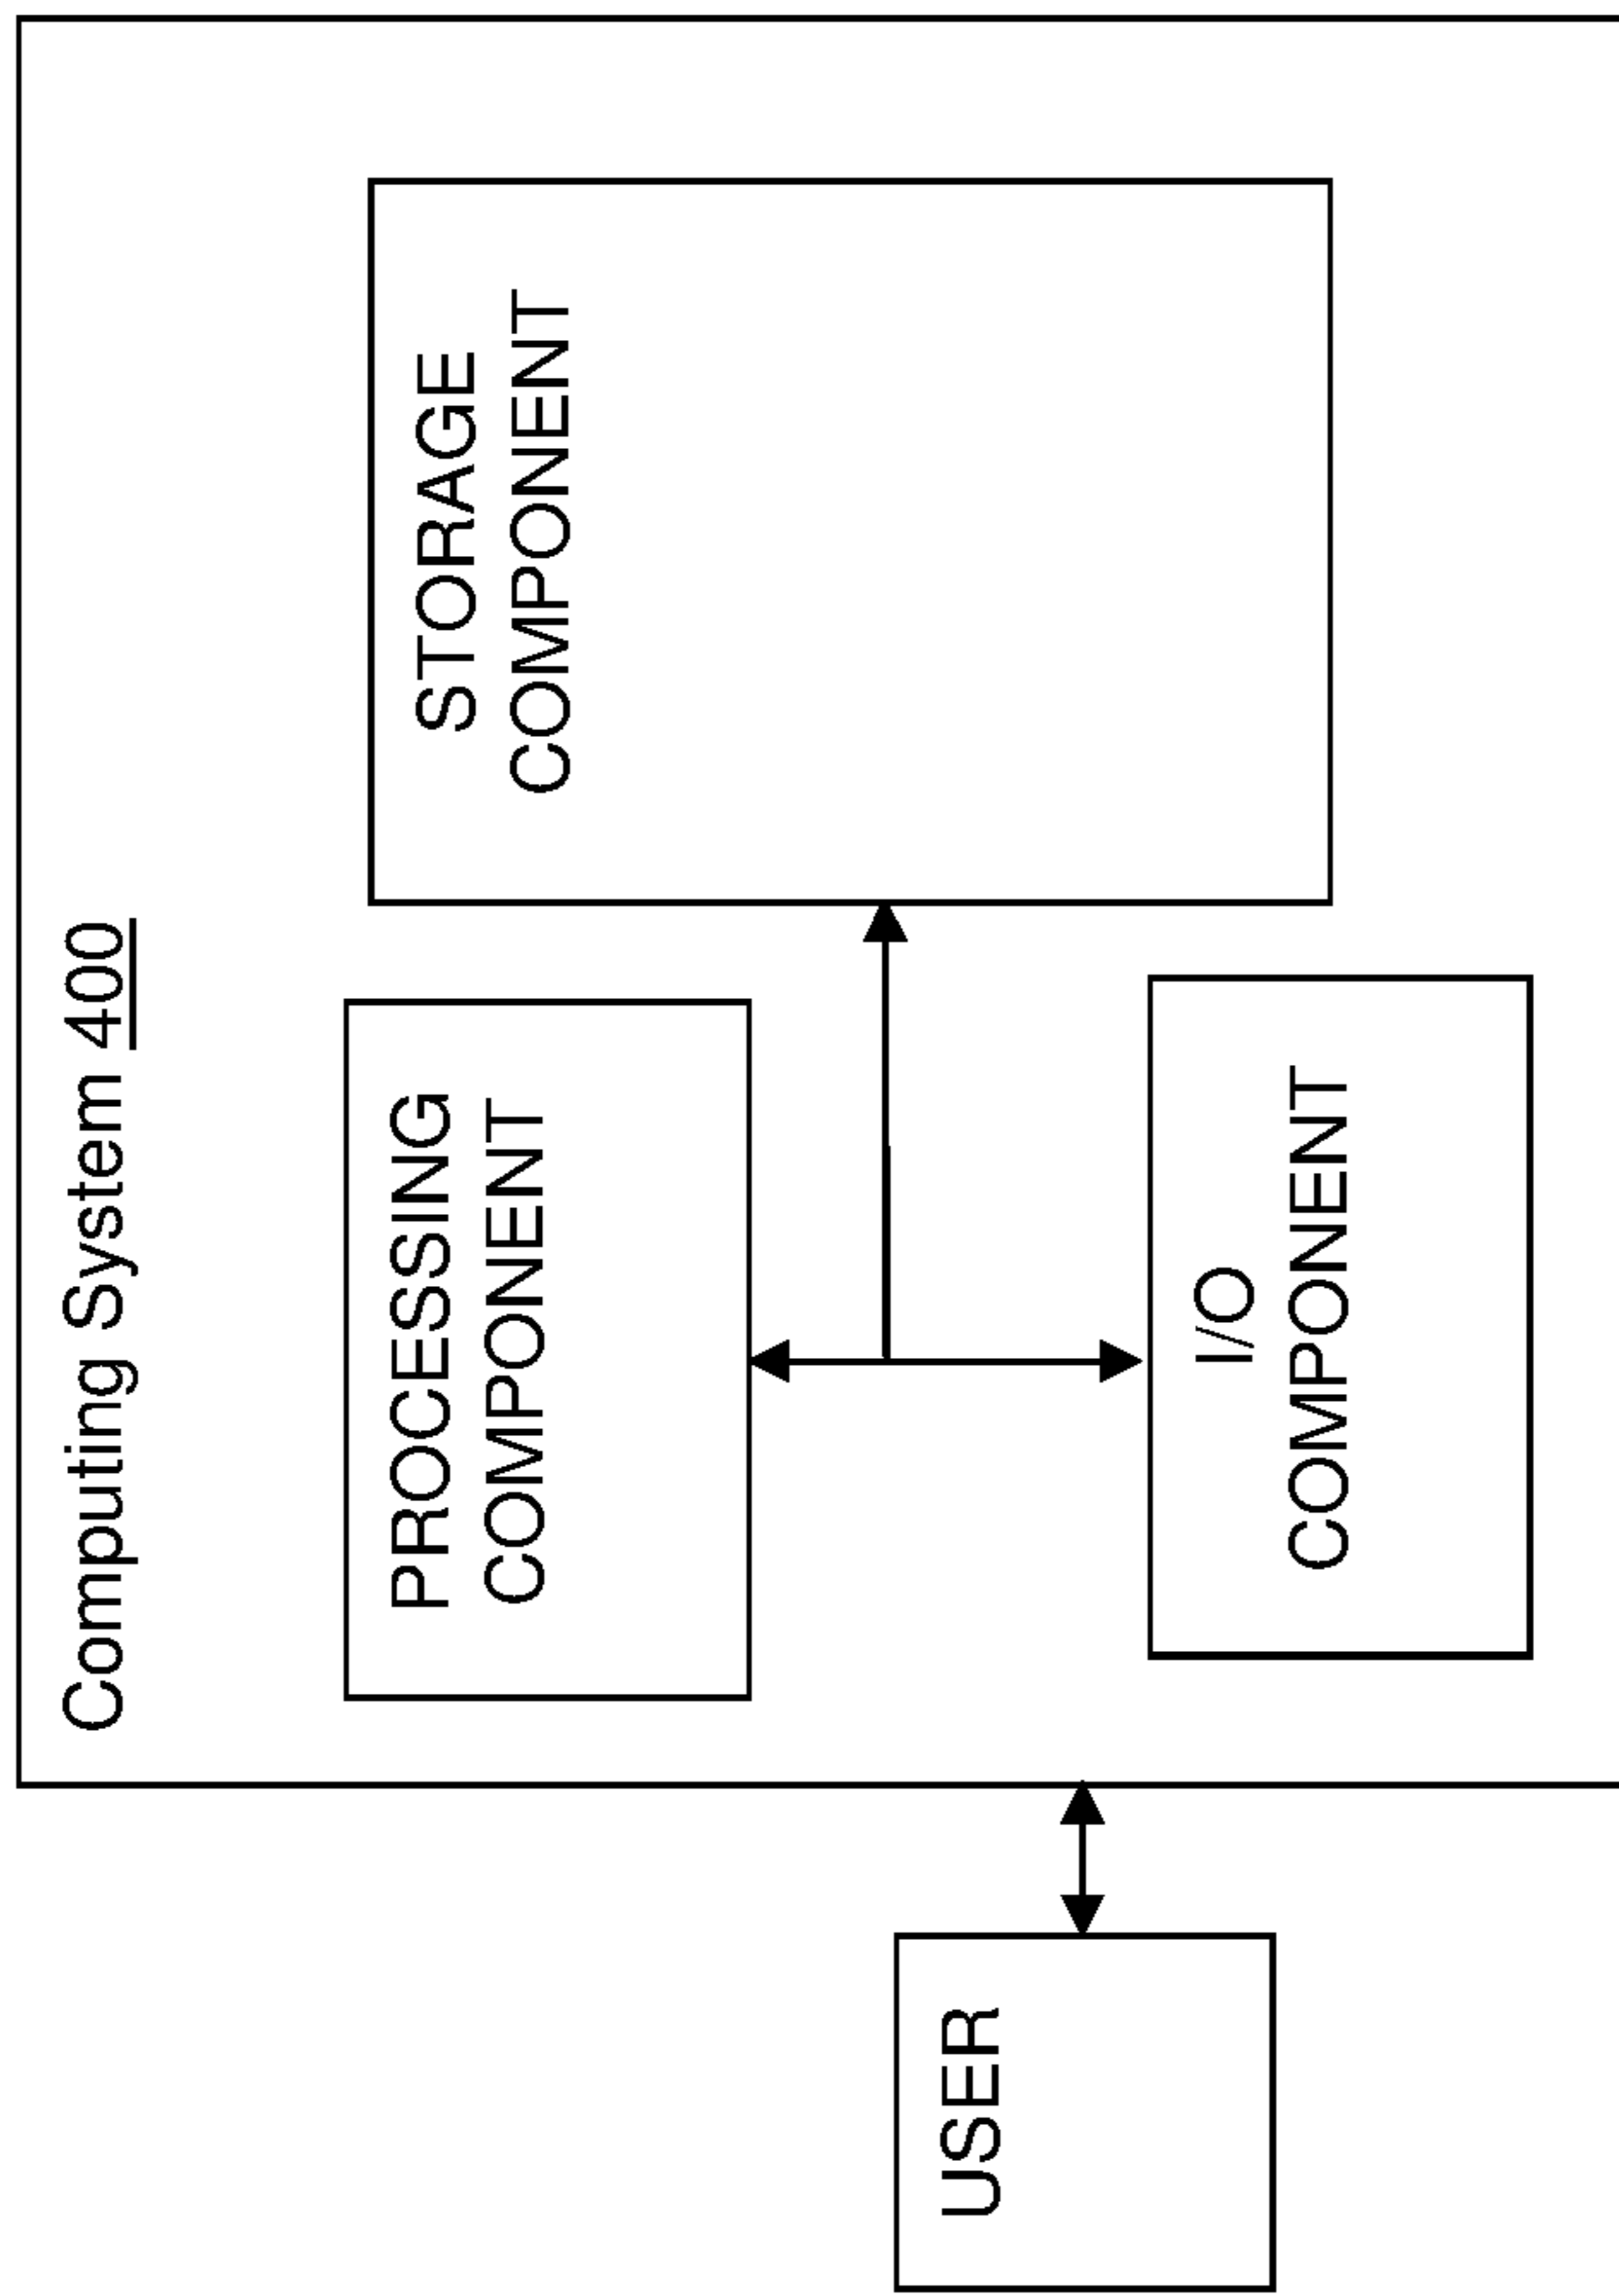 Computing System 400
PROCESSING
COMPONENT
STORAGE
COMPONENT
I/O
COMPONENT
USER